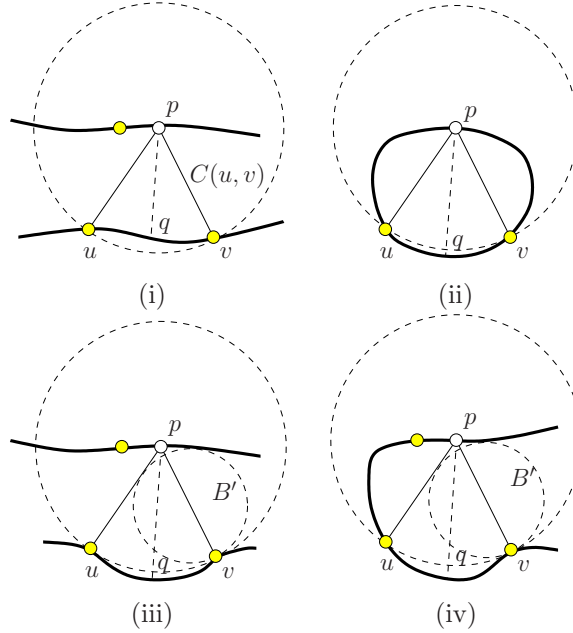 p
C(u, v)
q
u
v
(i)
p
q
u
v
(ii)
p
B′
q
u
v
(iii)
p
B′
q
u
v
(iv)